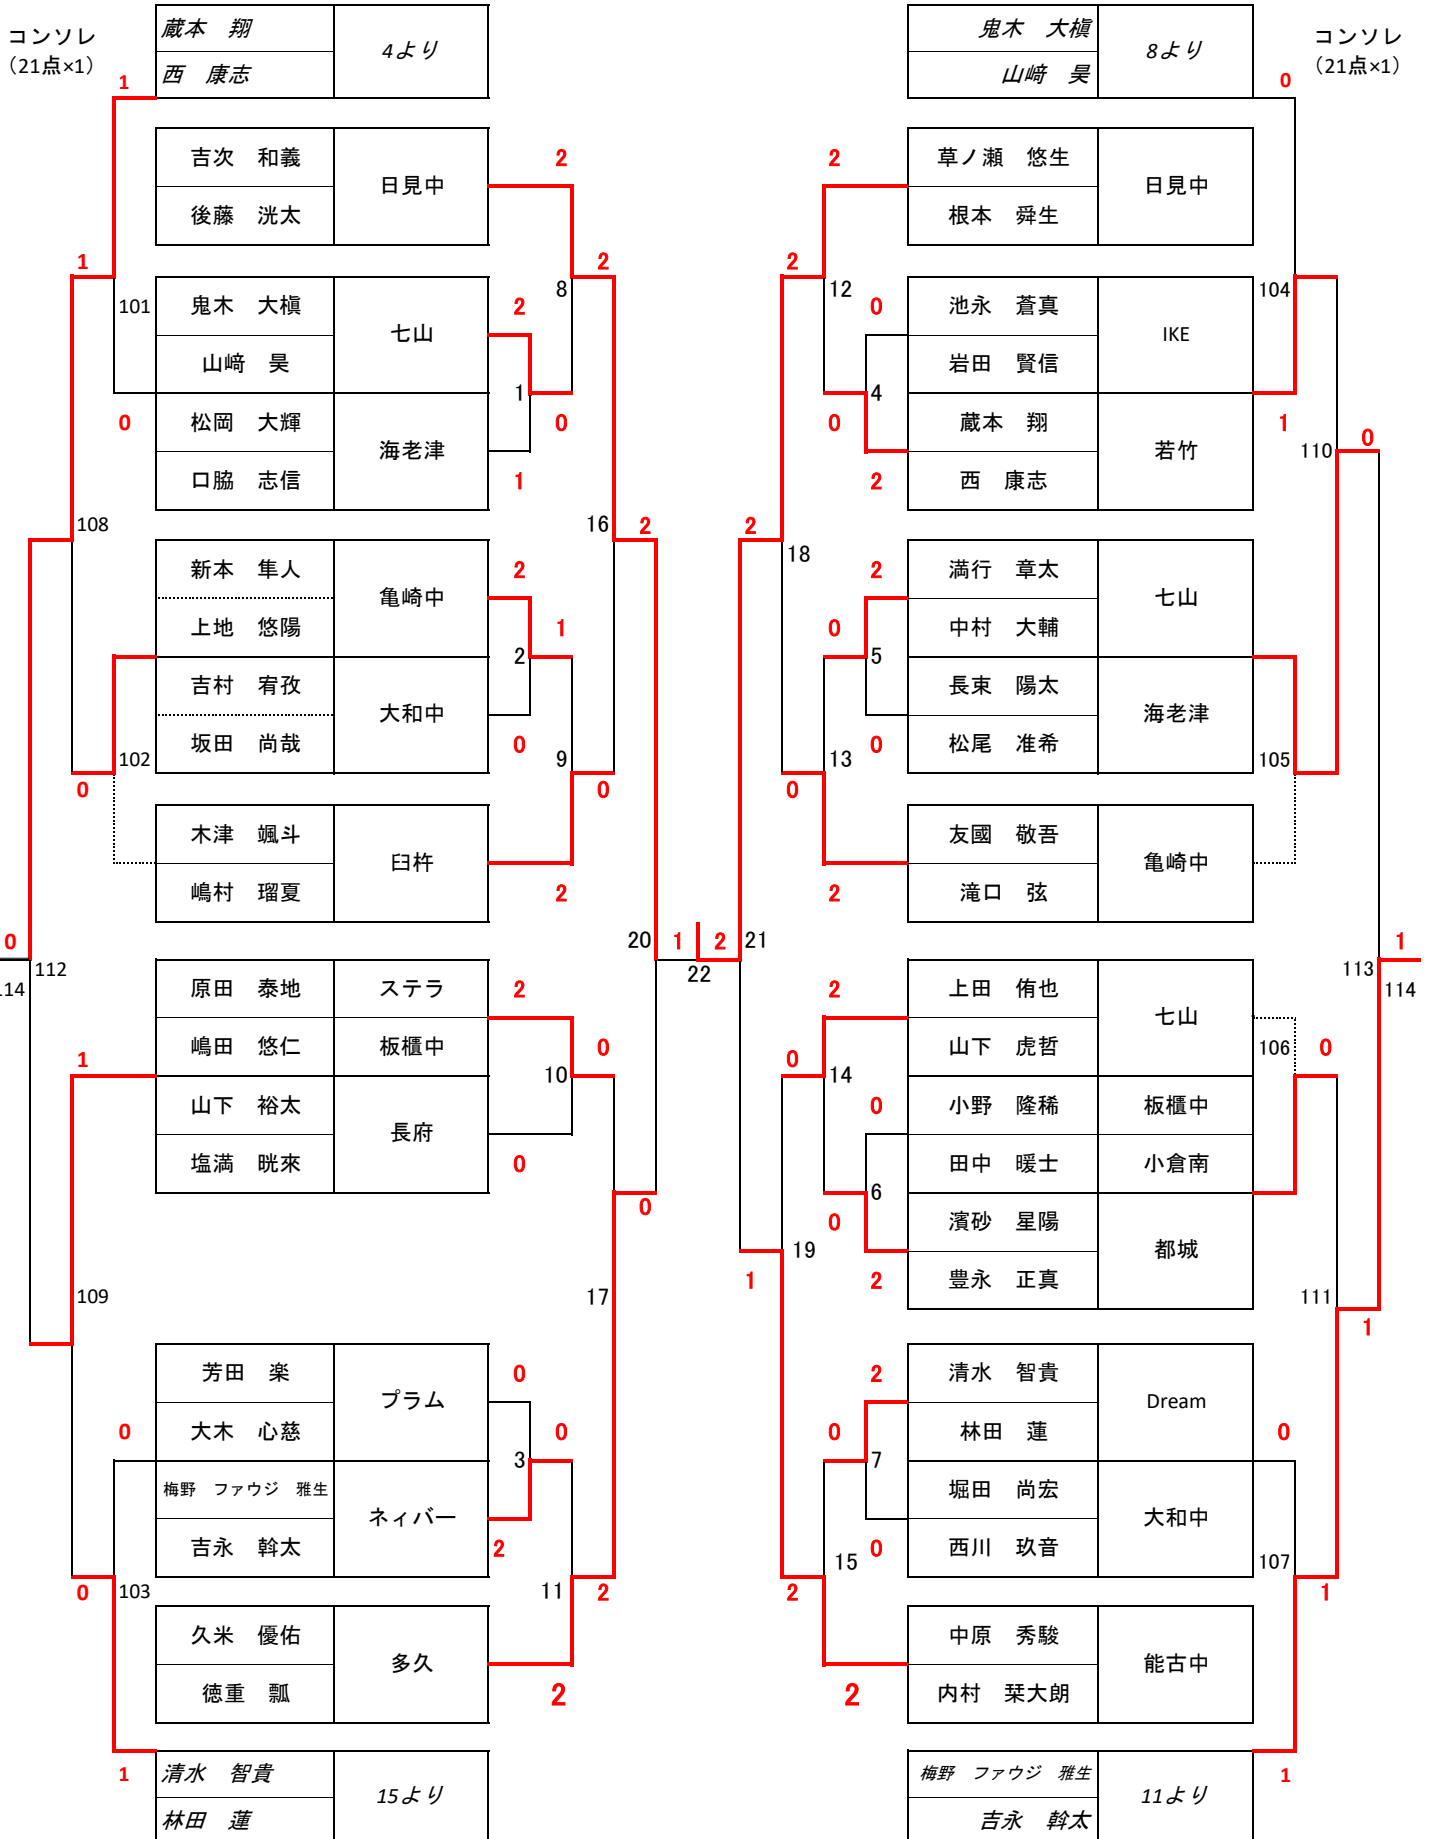 コンソレ
（21点×1）
蔵本　翔
西　康志
4より
鬼木　大槇
山﨑　昊
8より
コンソレ
（21点×1）
1
0
吉次　和義
後藤　洸太
日見中
2
2
草ノ瀬　悠生
根本　舜生
日見中
1
2
2
101
鬼木　大槇
山﨑　昊
七山
2
8
12
0
池永　蒼真
岩田　賢信
IKE
104
1
4
0
松岡　大輝
口脇　志信
海老津
0
1
0
2
蔵本　翔
西　康志
若竹
1
110
0
108
16
2
2
18
新本　隼人
上地　悠陽
亀崎中
2
1
2
0
満行　章太
中村　大輔
七山
2
5
102
吉村　宥孜
坂田　尚哉
大和中
0
9
13
0
長束　陽太
松尾　准希
海老津
105
0
0
0
木津　颯斗
嶋村　瑠夏
臼杵
2
2
友國　敬吾
滝口　弦
亀崎中
0
20
1
2
21
1
112
22
113
114
114
原田　泰地
ステラ
嶋田　悠仁
板櫃中
2
2
上田　侑也
山下　虎哲
七山
1
0
0
14
106
0
10
山下　裕太
塩満　晄來
長府
0
0
小野　隆稀
板櫃中
田中　暖士
小倉南
6
0
0
濱砂　星陽
豊永　正真
都城
19
1
2
109
17
111
1
芳田　楽
大木　心慈
プラム
0
0
0
2
清水　智貴
林田　蓮
Dream
0
0
3
7
梅野　ファウジ　雅生
吉永　幹太
ネィバー
2
15
0
堀田　尚宏
西川　玖音
大和中
107
0
103
11
2
2
1
久米　優佑
徳重　瓢
多久
2
2
中原　秀駿
内村　栞大朗
能古中
1
清水　智貴
林田　蓮
15より
梅野　ファウジ　雅生
吉永　幹太
11より
1